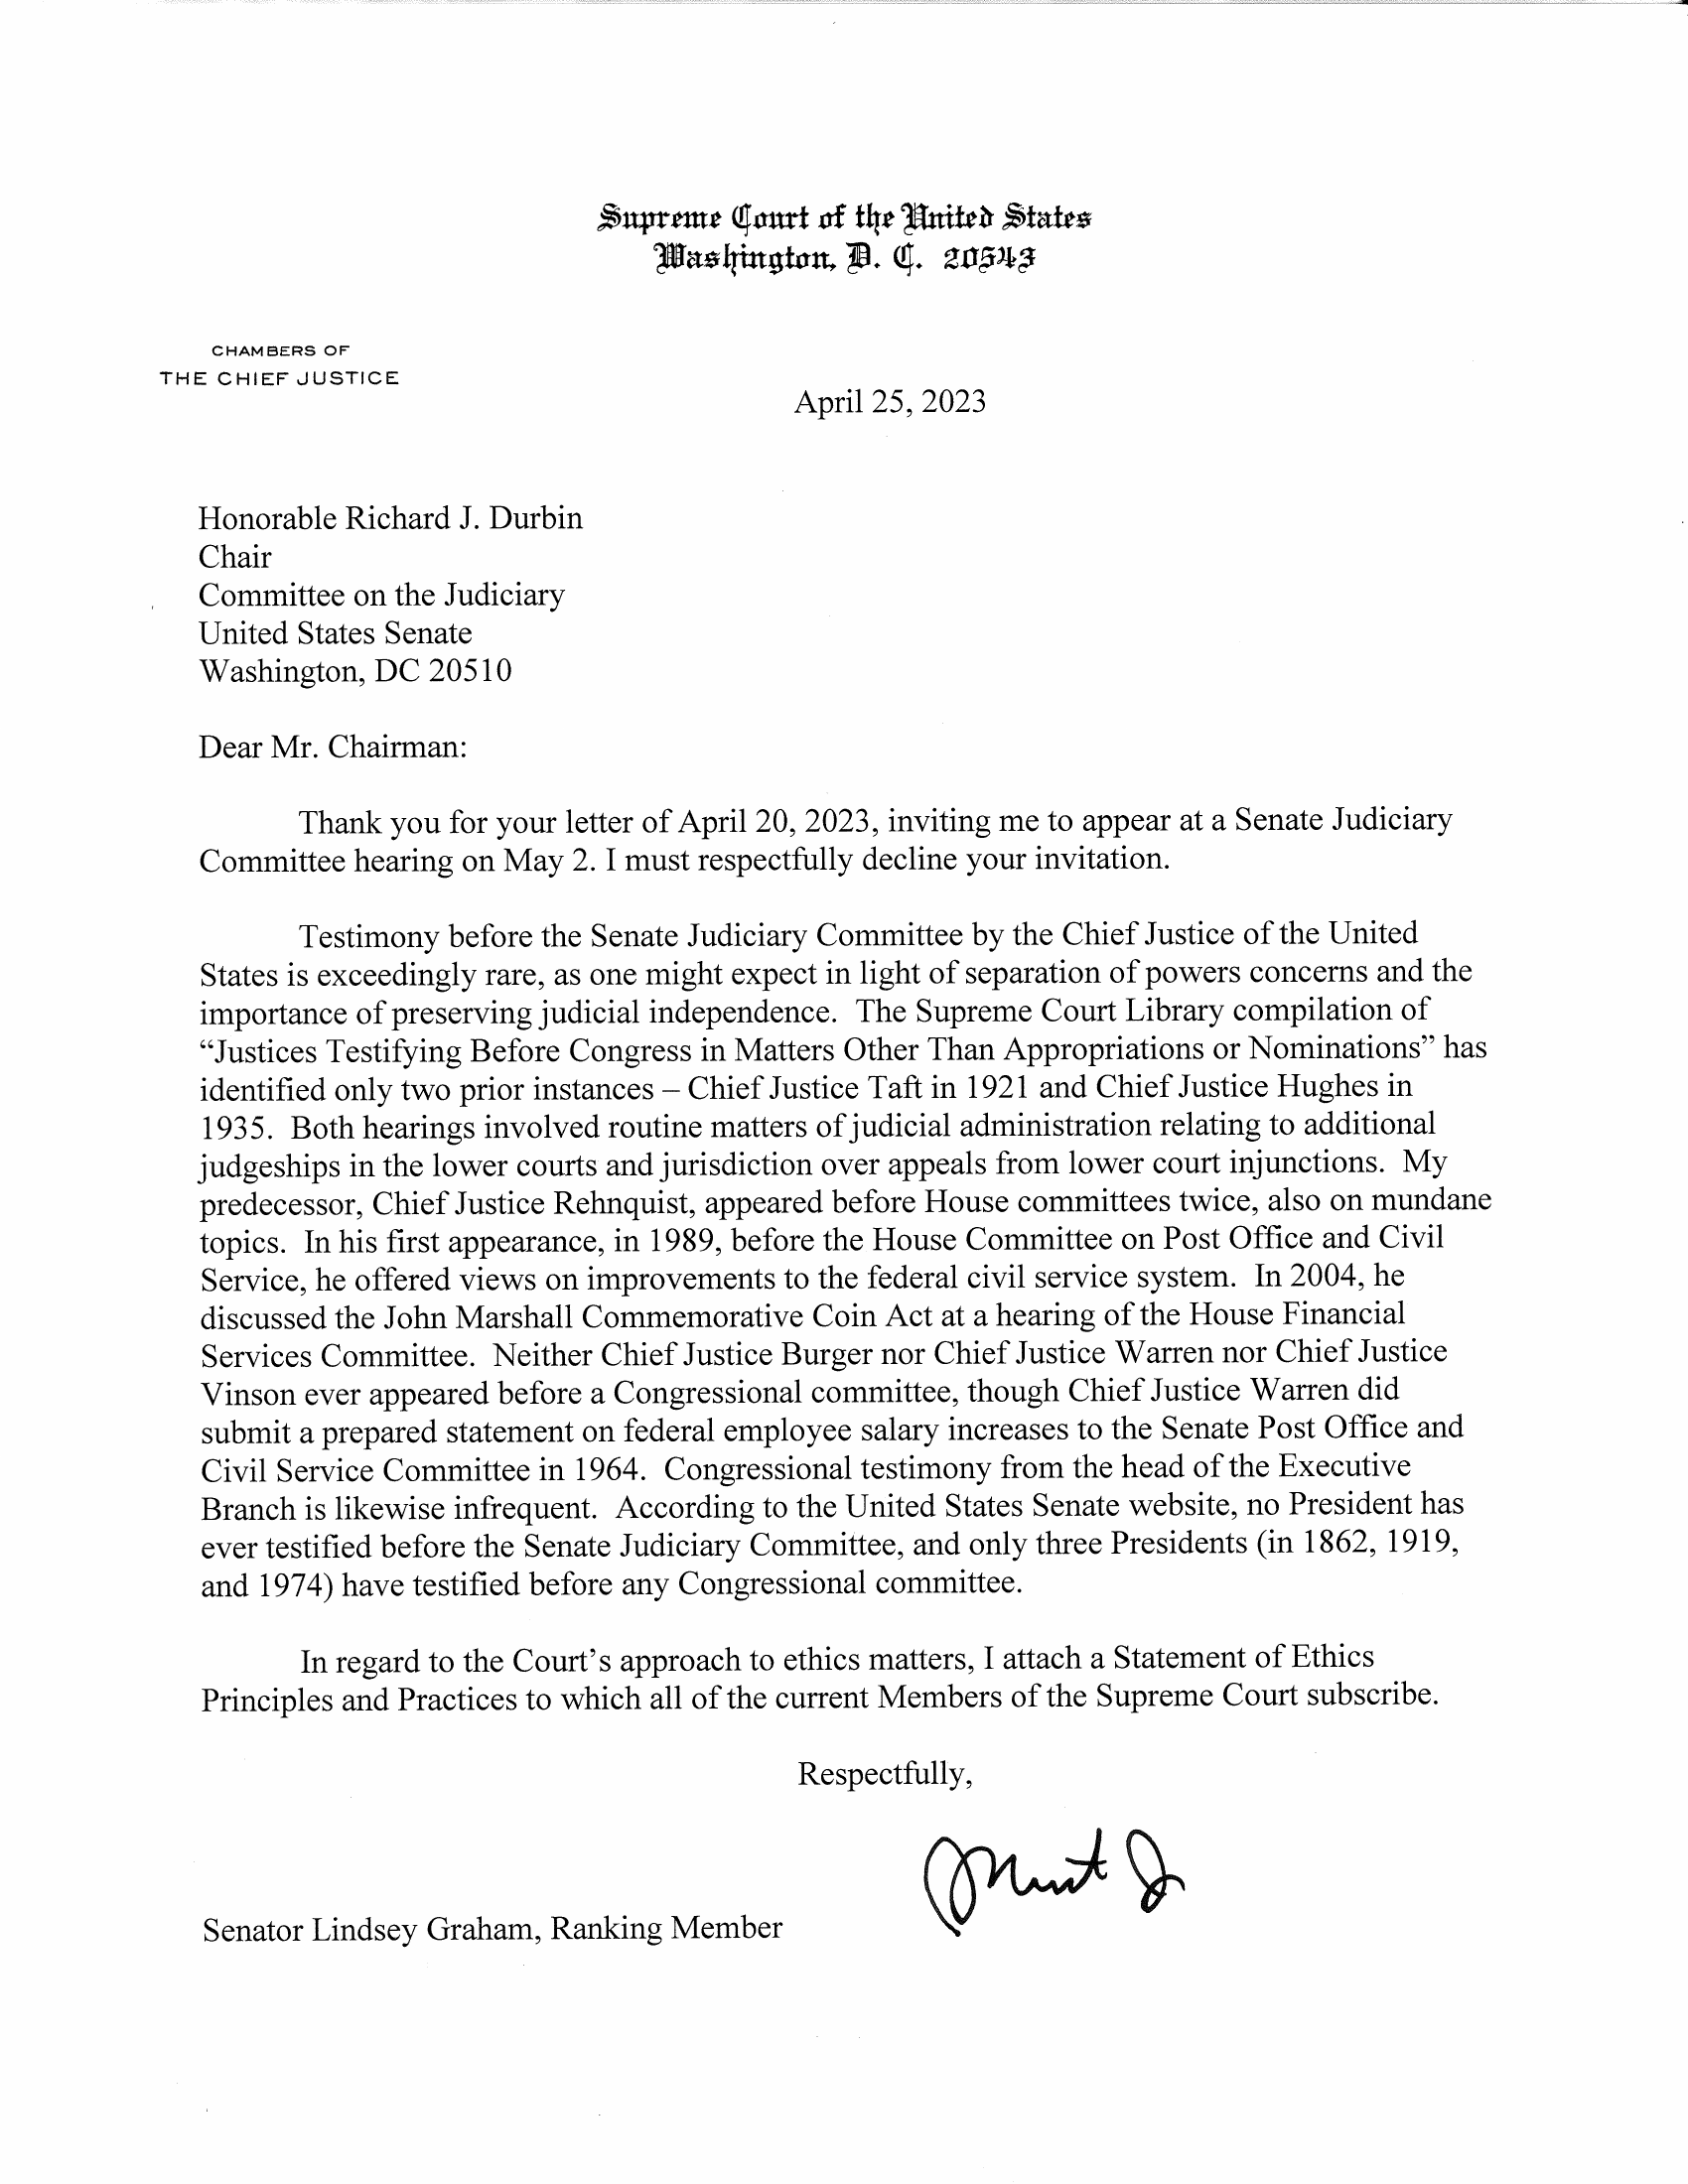 Supreme Court of the United States
Washington, D. C. 20543
CHAMBERS OF
THE CHIEF JUSTICE
April 25, 2023
Honorable Richard J. Durbin
Chair
Committee on the Judiciary
United States Senate
Washington, DC 20510
Dear Mr. Chairman:
Thank you for your letter of April 20, 2023, inviting me to appear at a Senate Judiciary
Committee hearing on May 2. I must respectfully decline your invitation.
Testimony before the Senate Judiciary Committee by the Chief Justice of the United
States is exceedingly rare, as one might expect in light of separation of powers concerns and the
importance of preserving judicial independence.  The Supreme Court Library compilation of
“Justices Testifying Before Congress in Matters Other Than Appropriations or Nominations” has
identified only two prior instances – Chief Justice Taft in 1921 and Chief Justice Hughes in
1935.  Both hearings involved routine matters of judicial administration relating to additional
judgeships in the lower courts and jurisdiction over appeals from lower court injunctions.  My
predecessor, Chief Justice Rehnquist, appeared before House committees twice, also on mundane
topics.  In his first appearance, in 1989, before the House Committee on Post Office and Civil
Service, he offered views on improvements to the federal civil service system.  In 2004, he
discussed the John Marshall Commemorative Coin Act at a hearing of the House Financial
Services Committee.  Neither Chief Justice Burger nor Chief Justice Warren nor Chief Justice
Vinson ever appeared before a Congressional committee, though Chief Justice Warren did
submit a prepared statement on federal employee salary increases to the Senate Post Office and
Civil Service Committee in 1964.  Congressional testimony from the head of the Executive
Branch is likewise infrequent.  According to the United States Senate website, no President has
ever testified before the Senate Judiciary Committee, and only three Presidents (in 1862, 1919,
and 1974) have testified before any Congressional committee.
In regard to the Court’s approach to ethics matters, I attach a Statement of Ethics
Principles and Practices to which all of the current Members of the Supreme Court subscribe.
Respectfully,
Senator Lindsey Graham, Ranking Member